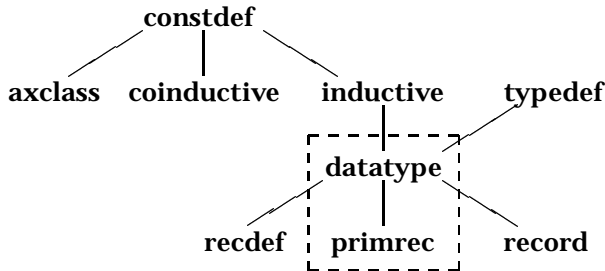 constdef
axclass coinductive inductive typedef
datatype
recdef primrec record